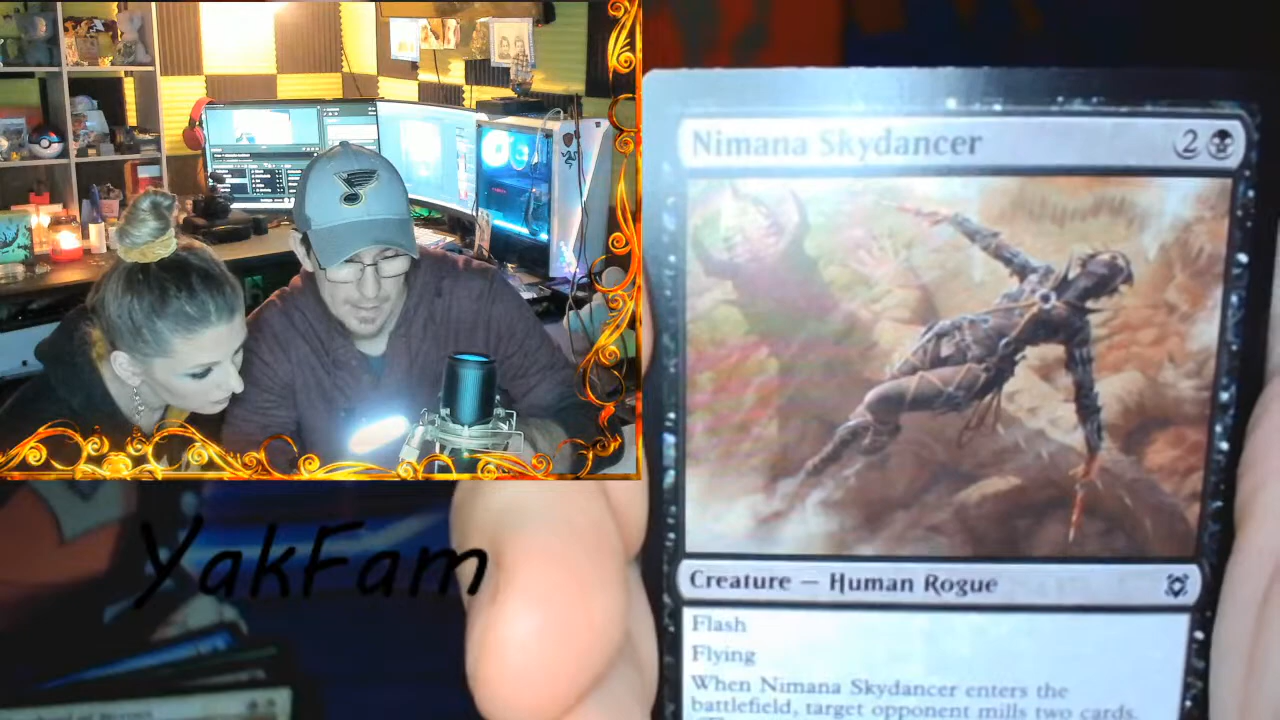 Nimana Skydancer 2
YakFam
Creature — Human Rogue
Flash
Flying
When Nimana Skydancer enters the
battlefield, target opponent mills two cards.